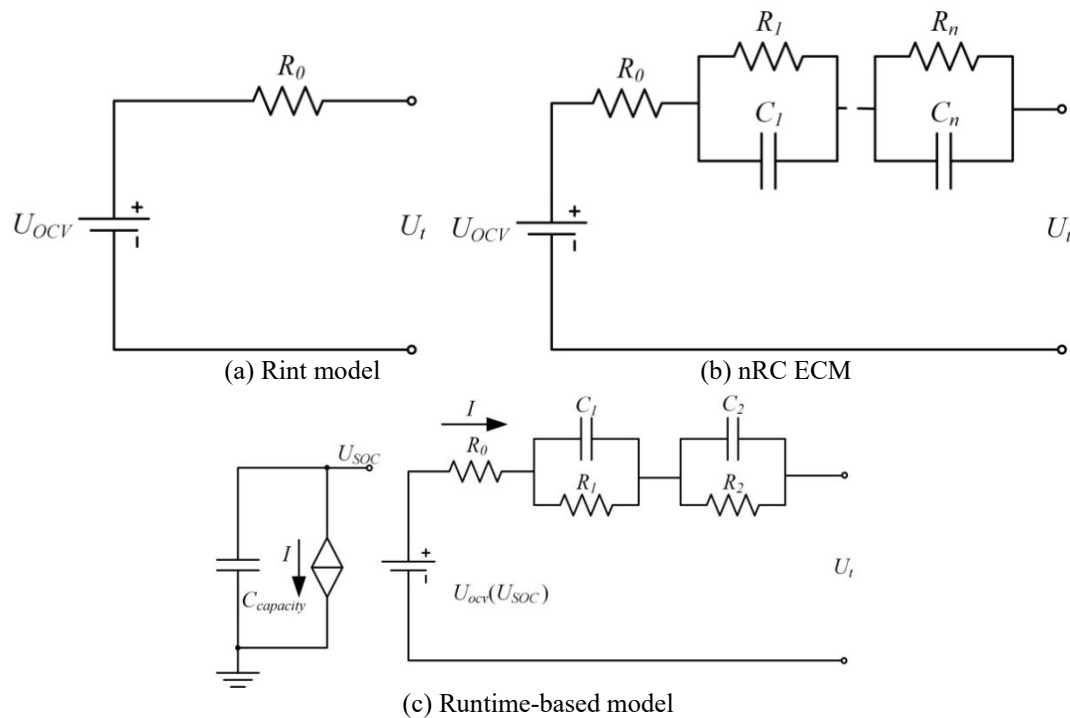 R0
UOCV
+
-
Ut
(a) Rint model
R0
R1
C1
Rn
Cn
UOCV
+
-
Ut
(b) nRC ECM
USOC
I
Ccapacity
I
R0
C1
R1
C2
R2
+
-
Uocv(USOC)
Ut
(c) Runtime-based model